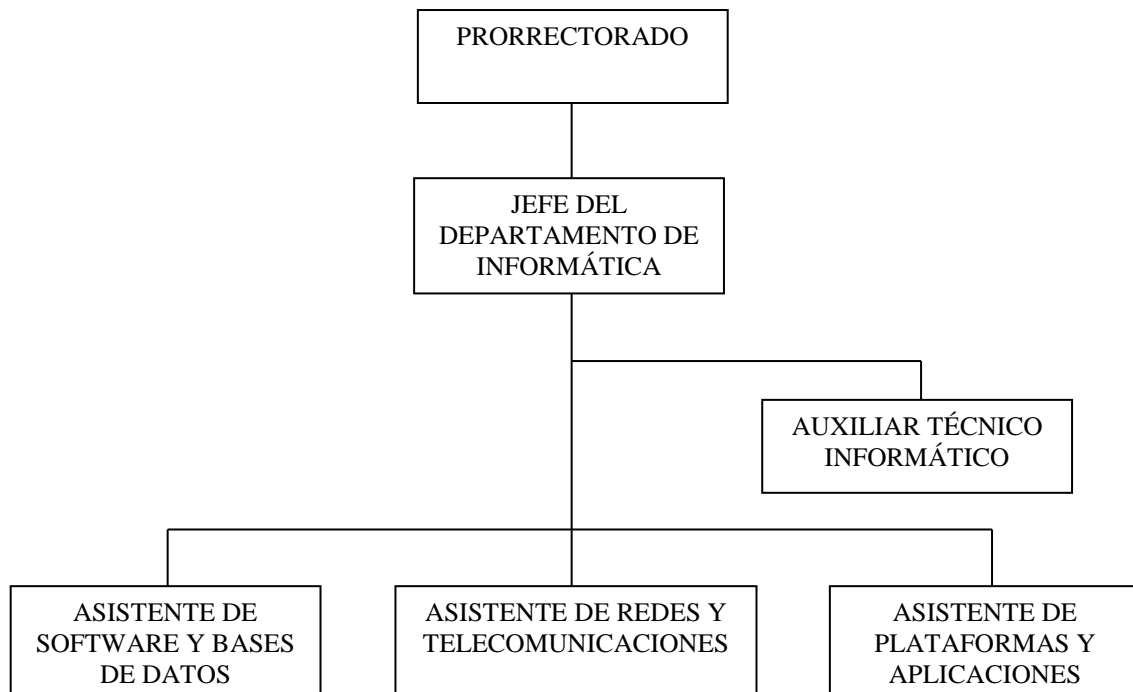 PRORRECTORADO
JEFE DEL
DEPARTAMENTO DE
INFORMÁTICA
AUXILIAR TÉCNICO
INFORMÁTICO
ASISTENTE DE
SOFTWARE Y BASES
DE DATOS
ASISTENTE DE REDES Y
TELECOMUNICACIONES
ASISTENTE DE
PLATAFORMAS Y
APLICACIONES